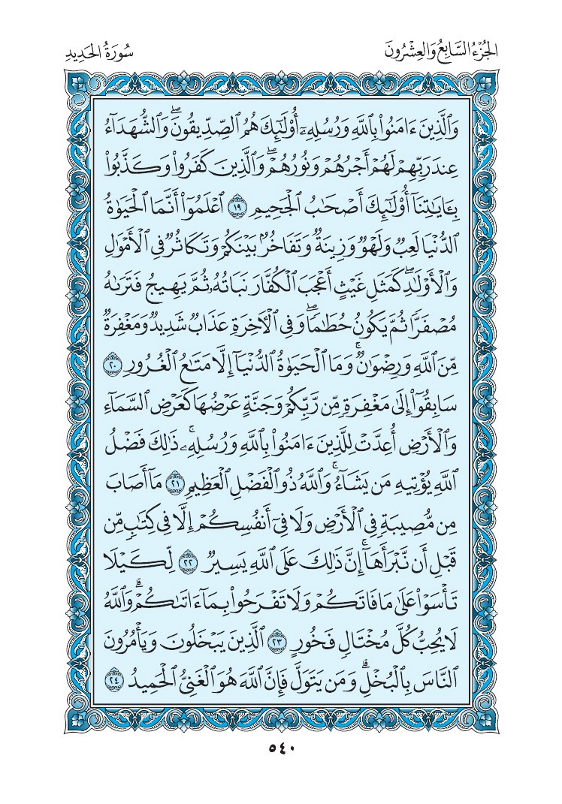 الجُزْءُ السَّابِعُ وَالعِشْرُونَ
سُورَةُ الحَدِيدِ
وَٱلَّذِينَ ءَامَنُوا۟ بِٱللَّهِ وَرُسُلِهِۦٓ أُو۟لَـٰٓئِكَ هُمُ ٱلصِّدِّيقُونَ ۖ وَٱلشُّهَدَآءُ
عِندَ رَبِّهِمْ لَهُمْ أَجْرُهُمْ وَنُورُهُمْ ۖ وَٱلَّذِينَ كَفَرُوا۟ وَكَذَّبُوا۟
بِـَٔايَـٰتِنَآ أُو۟لَـٰٓئِكَ أَصْحَـٰبُ ٱلْجَحِيمِ ١٩ ٱعْلَمُوٓا۟ أَنَّمَا ٱلْحَيَوٰةُ
ٱلدُّنْيَا لَعِبٌ وَلَهْوٌ وَزِينَةٌ وَتَفَاخُرٌۢ بَيْنَكُمْ وَتَكَاثُرٌ فِى ٱلْأَمْوَٰلِ
وَٱلْأَوْلَـٰدِ ۖ كَمَثَلِ غَيْثٍ أَعْجَبَ ٱلْكُفَّارَ نَبَاتُهُۥ ثُمَّ يَهِيجُ فَتَرَىٰهُ
مُصْفَرًّا ثُمَّ يَكُونُ حُطَـٰمًا ۖ وَفِى ٱلْـَٔاخِرَةِ عَذَابٌ شَدِيدٌ وَمَغْفِرَةٌ
مِّنَ ٱللَّهِ وَرِضْوَٰنٌ ۚ وَمَا ٱلْحَيَوٰةُ ٱلدُّنْيَآ إِلَّا مَتَـٰعُ ٱلْغُرُورِ ٢٠
سَابِقُوٓا۟ إِلَىٰ مَغْفِرَةٍ مِّن رَّبِّكُمْ وَجَنَّةٍ عَرْضُهَا كَعَرْضِ ٱلسَّمَآءِ
وَٱلْأَرْضِ أُعِدَّتْ لِلَّذِينَ ءَامَنُوا۟ بِٱللَّهِ وَرُسُلِهِۦ ۚ ذَٰلِكَ فَضْلُ
ٱللَّهِ يُؤْتِيهِ مَن يَشَآءُ ۚ وَٱللَّهُ ذُو ٱلْفَضْلِ ٱلْعَظِيمِ ٢١ مَآ أَصَابَ
مِن مُّصِيبَةٍ فِى ٱلْأَرْضِ وَلَا فِىٓ أَنفُسِكُمْ إِلَّا فِى كِتَـٰبٍ مِّن
قَبْلِ أَن نَّبْرَأَهَآ ۚ إِنَّ ذَٰلِكَ عَلَى ٱللَّهِ يَسِيرٌ ٢٢ لِّكَيْلَا
تَأْسَوْا۟ عَلَىٰ مَا فَاتَكُمْ وَلَا تَفْرَحُوا۟ بِمَآ ءَاتَىٰكُمْ ۗ وَٱللَّهُ
لَا يُحِبُّ كُلَّ مُخْتَالٍ فَخُورٍ ٢٣ ٱلَّذِينَ يَبْخَلُونَ وَيَأْمُرُونَ
ٱلنَّاسَ بِٱلْبُخْلِ ۗ وَمَن يَتَوَلَّ فَإِنَّ ٱللَّهَ هُوَ ٱلْغَنِىُّ ٱلْحَمِيدُ ٢٤
٥٤٠